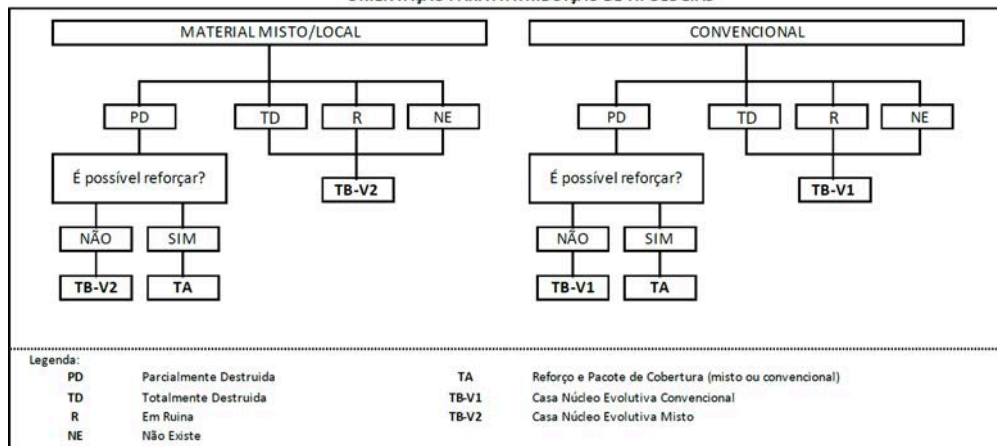 MATERIAL MISTO/LOCAL CONVENCIONAL
PD TD R NE PD TD R NE
É possível reforçar? TB-V2 É possível reforçar? TB-V1
NÃO SIM NÃO SIM
TB-V2 TA TB-V1 TA
Legenda:
PD Parcialmente Destruida TA Reforço e Pacote de Cobertura (misto ou convencional)
TD Totalmente Destruida TB-V1 Casa Núcleo Evolutiva Convencional
R Em Ruina TB-V2 Casa Núcleo Evolutiva Misto
NE Não Existe